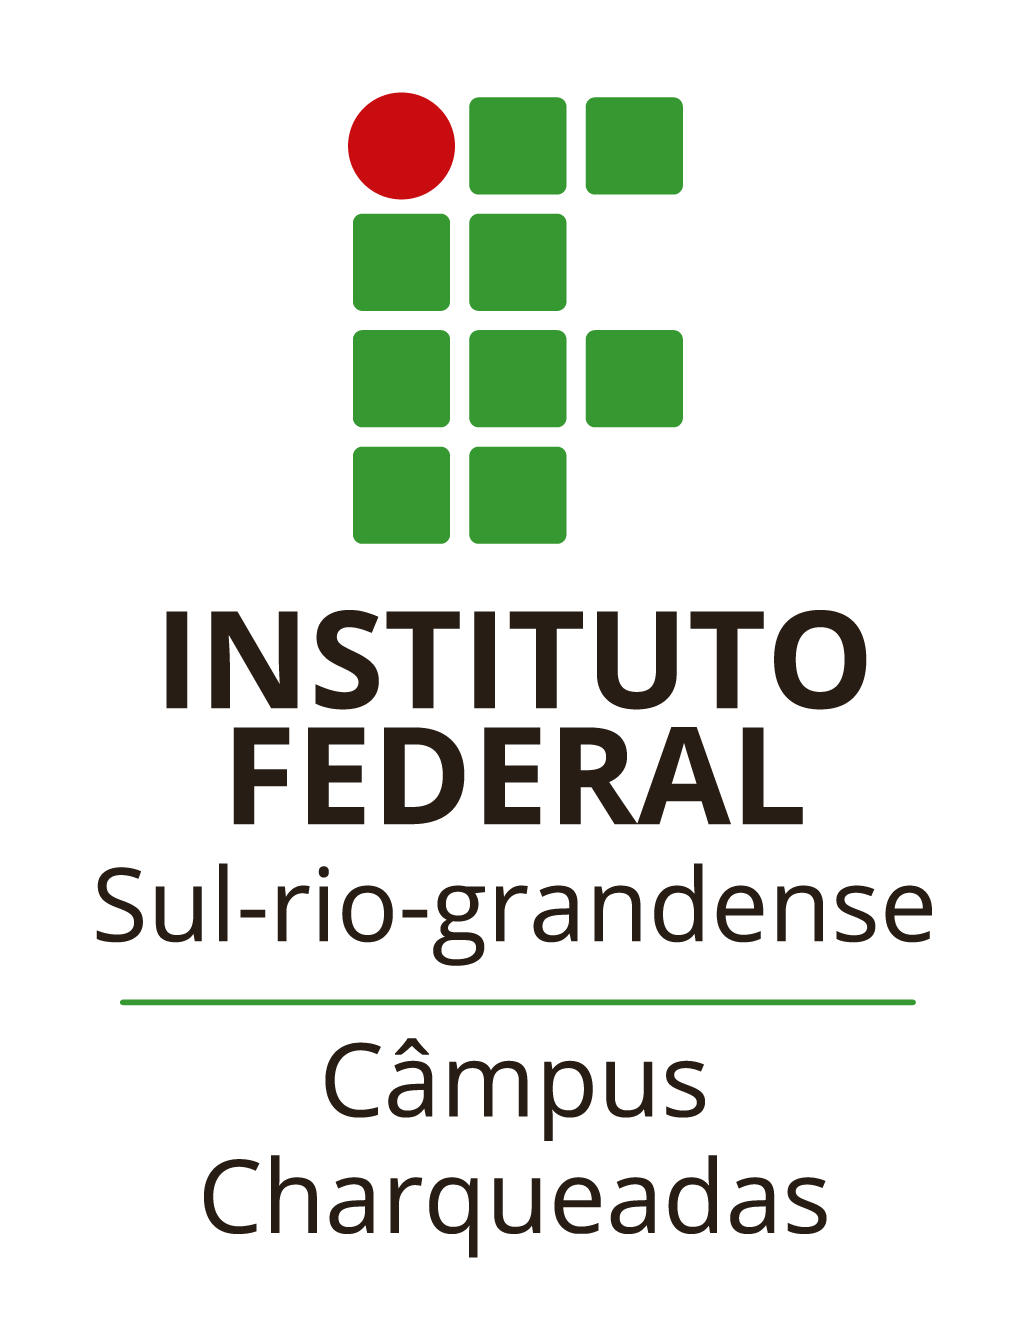 INSTITUTO
FEDERAL
Sul-rio-grandense
Câmpus
Charqueadas